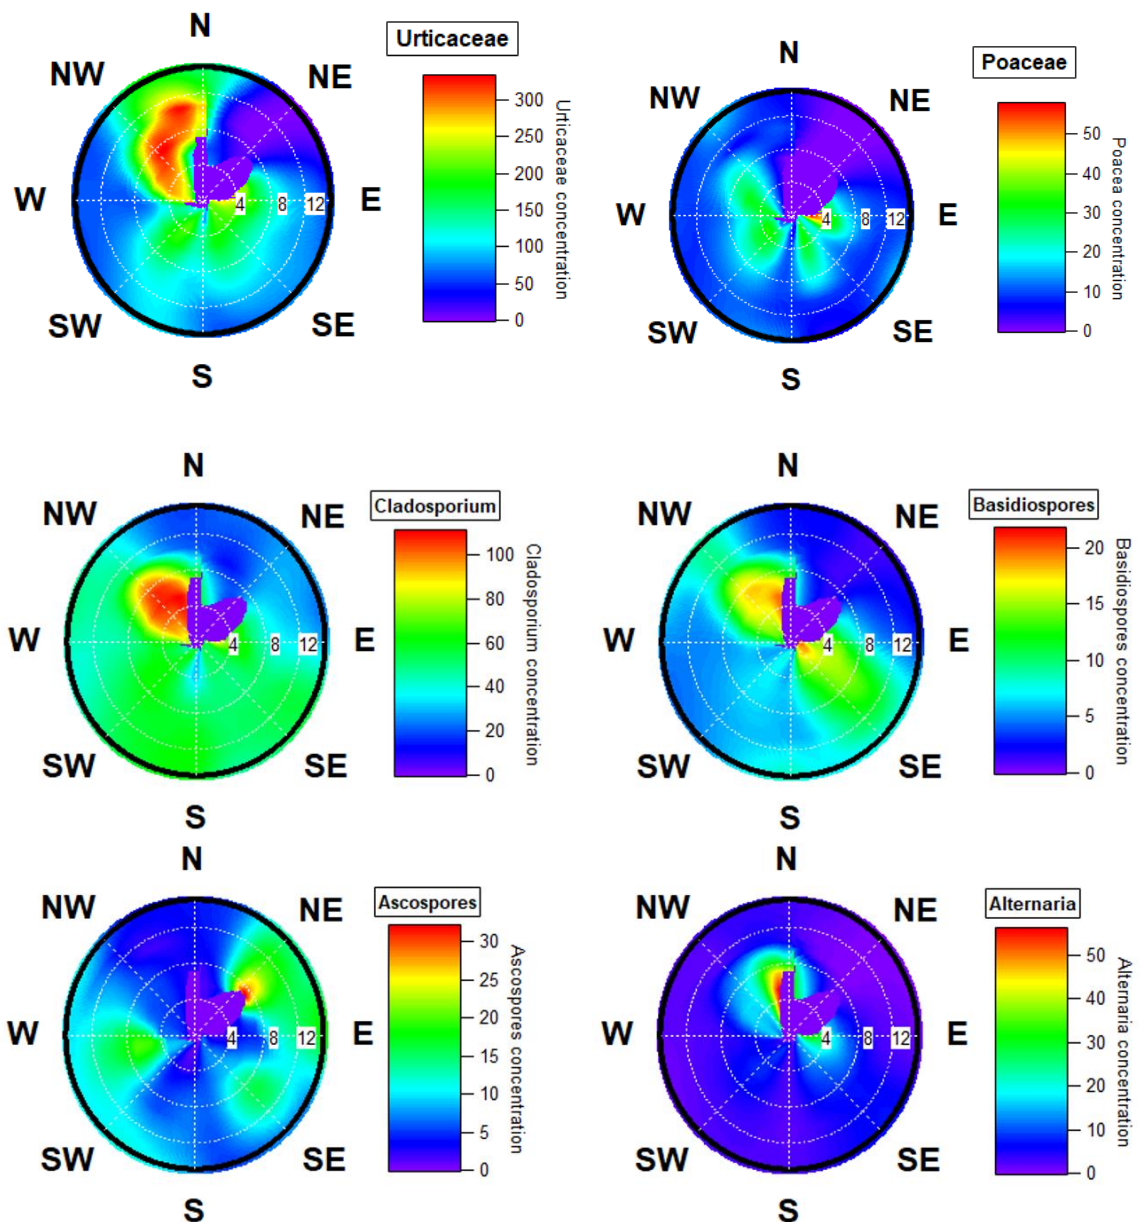 N
Urticaceae
NW
NE
W
E
4
8
12
SW
SE
S
300
250
200
150
100
50
0
Urticaceae concentration
N
Poaceae
NW
NE
W
E
4
8
12
SW
SE
S
50
40
30
20
10
0
Poacea concentration
N
Cladosporium
NW
NE
W
E
4
8
12
SW
SE
S
100
80
60
40
20
0
Cladosporium concentration
N
Basidiospores
NW
NE
W
E
4
8
12
SW
SE
S
20
15
10
5
0
Basidiospores concentration
N
Ascospores
NW
NE
W
E
4
8
12
SW
SE
S
30
25
20
15
10
5
0
Ascospores concentration
N
Alternaria
NW
NE
W
E
4
8
12
SW
SE
S
50
40
30
20
10
0
Alternaria concentration